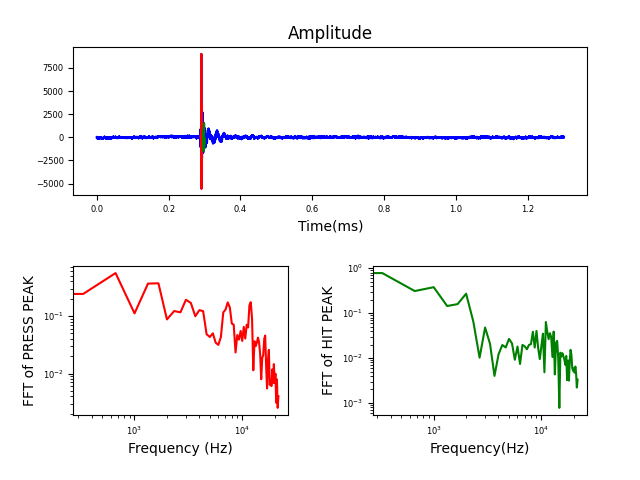 Amplitude
7500
5000
2500
0
−2500
−5000
0.0 0.2 0.4 0.6 0.8 1.0 1.2
Time(ms)
FFT of PRESS PEAK
10⁻¹
10⁻²
10³ 10⁴
Frequency (Hz)
FFT of HIT PEAK
10⁰
10⁻¹
10⁻²
10⁻³
10³ 10⁴
Frequency(Hz)